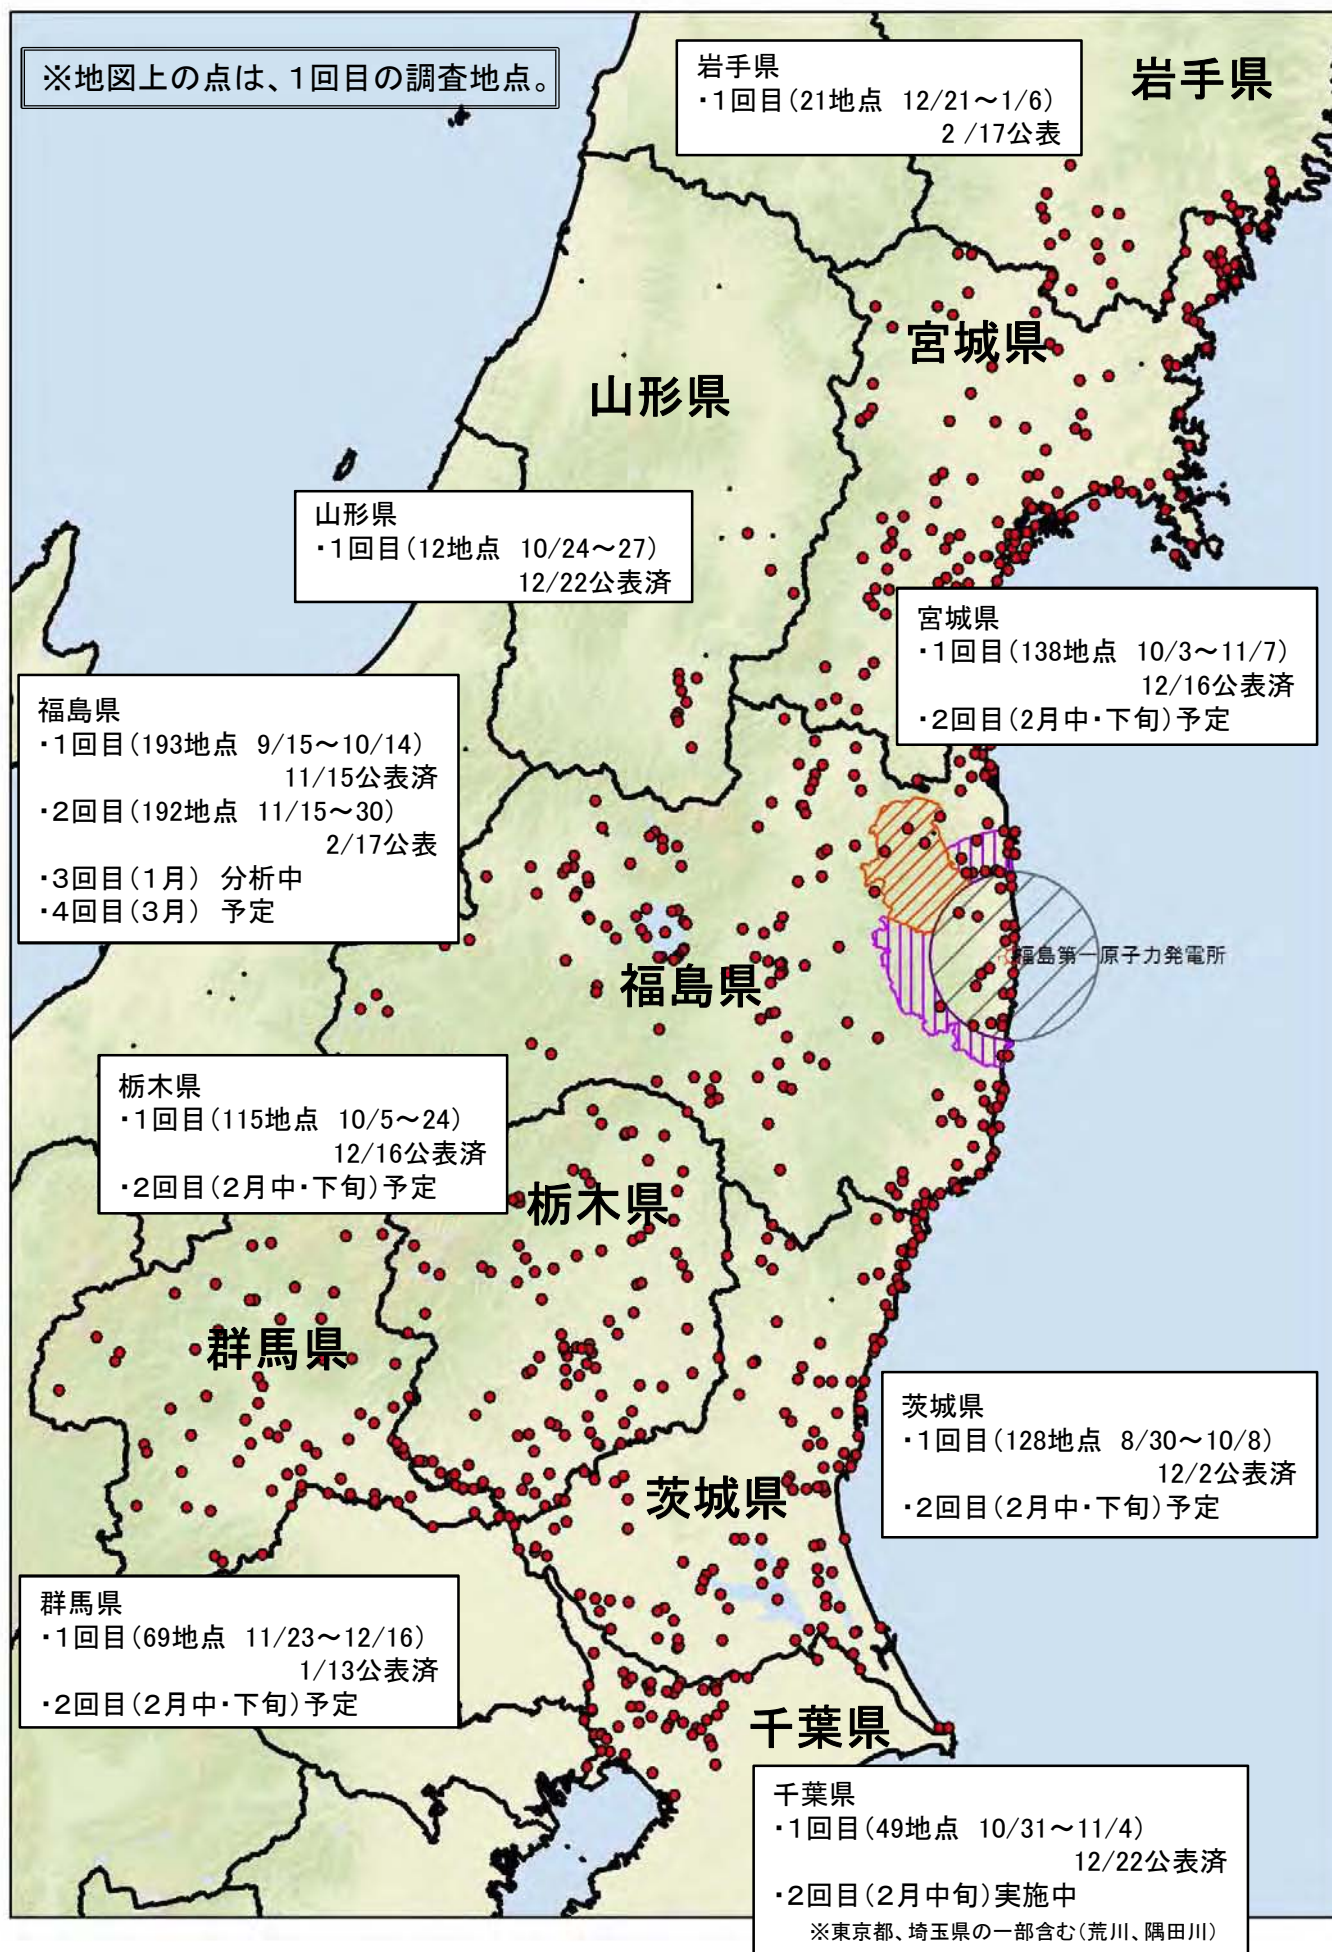 ※地図上の点は、1回目の調査地点。
岩手県
・1回目(21地点 12/21～1/6)
2/17公表
岩手県
宮城県
山形県
山形県
・1回目(12地点 10/24～27)
12/22公表済
宮城県
・1回目(138地点 10/3～11/7)
12/16公表済
・2回目(2月中・下旬)予定
福島県
・1回目(193地点 9/15～10/14)
11/15公表済
・2回目(192地点 11/15～30)
2/17公表
・3回目(1月) 分析中
・4回目(3月) 予定
福島第一原子力発電所
福島県
栃木県
・1回目(115地点 10/5～24)
12/16公表済
・2回目(2月中・下旬)予定
栃木県
群馬県
茨城県
・1回目(128地点 8/30～10/8)
12/2公表済
・2回目(2月中・下旬)予定
茨城県
群馬県
・1回目(69地点 11/23～12/16)
1/13公表済
・2回目(2月中・下旬)予定
千葉県
千葉県
・1回目(49地点 10/31～11/4)
12/22公表済
・2回目(2月中旬)実施中
※東京都、埼玉県の一部含む(荒川、隅田川)